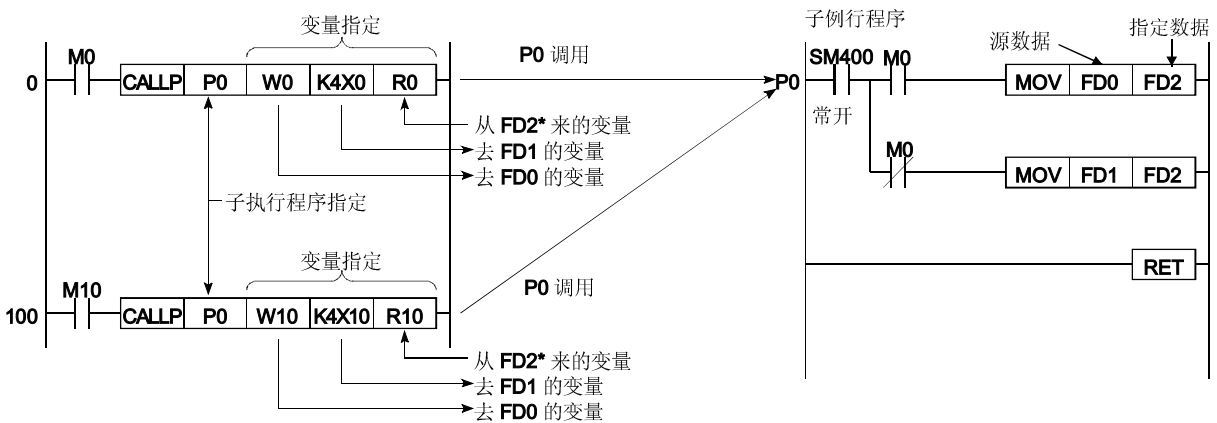 变量指定
M0
0
CALLP P0 W0 K4X0 R0
P0 调用
从 FD2* 来的变量
去 FD1 的变量
去 FD0 的变量
子执行程序指定
变量指定
M10
100
CALLP P0 W10 K4X10 R10
P0 调用
从 FD2* 来的变量
去 FD1 的变量
去 FD0 的变量
子例行程序
源数据
指定数据
SM400 M0
P0
MOV FD0 FD2
常开
M0
MOV FD1 FD2
RET